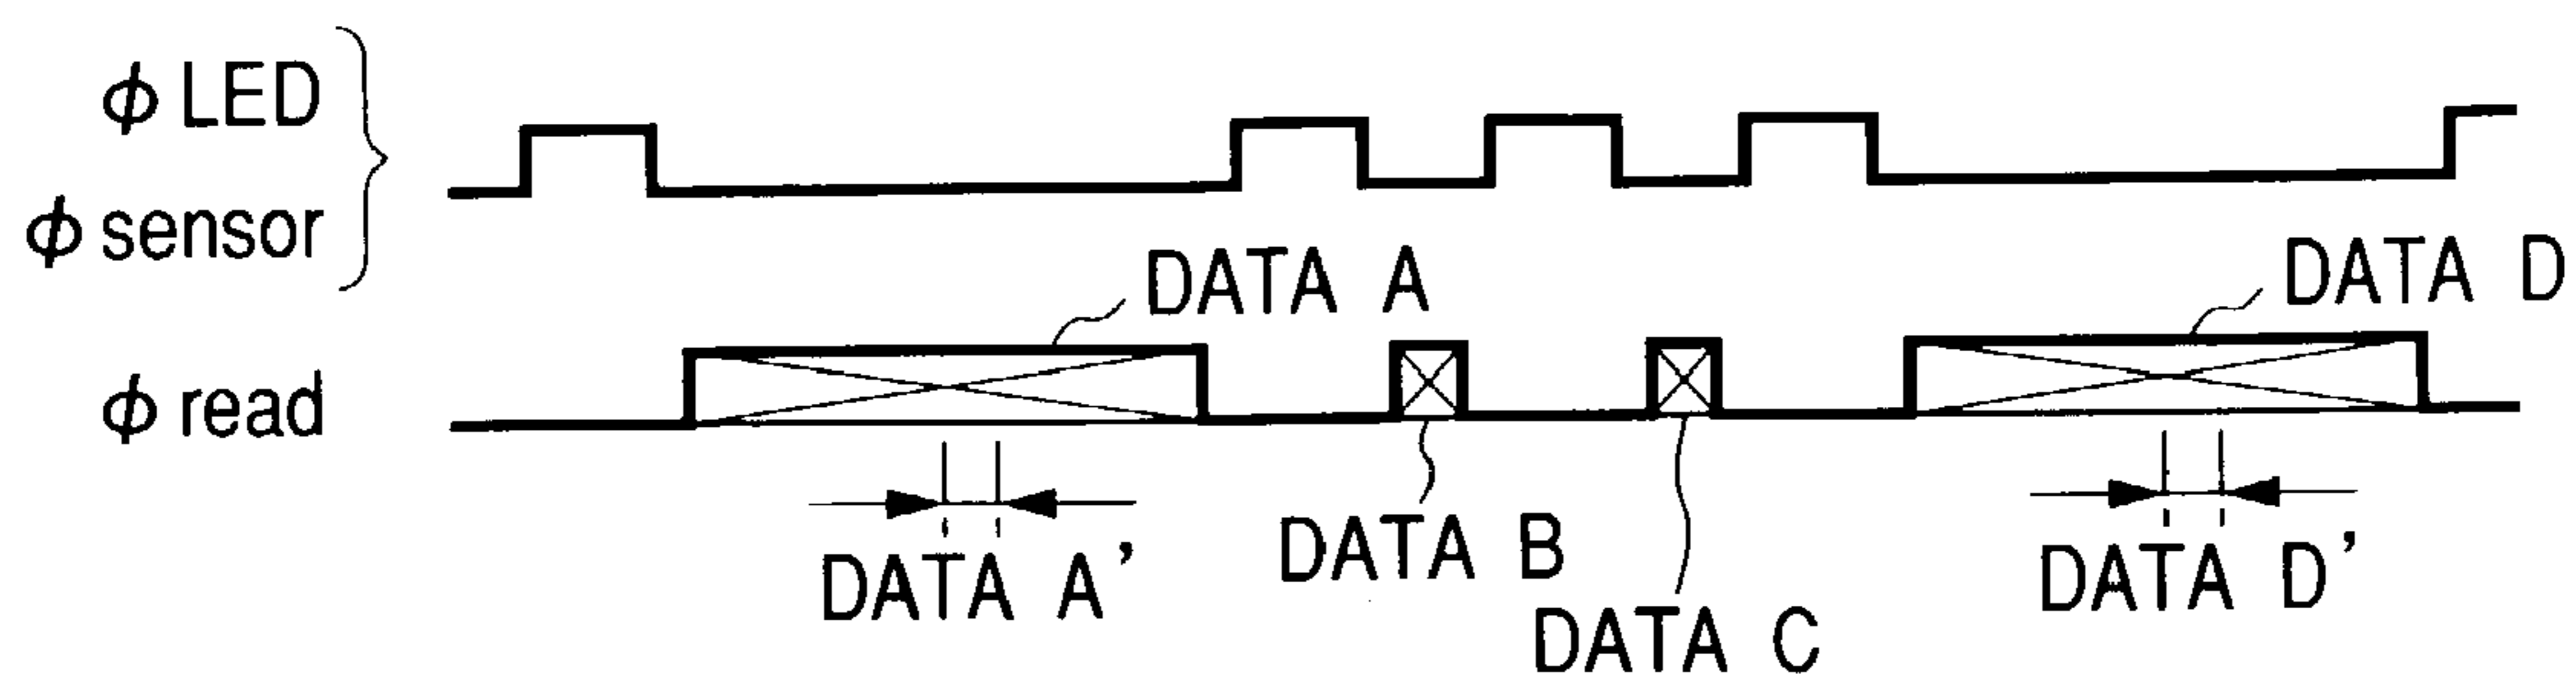 ϕ LED
ϕ sensor
DATA A
DATA D
ϕ read
DATA A'
DATA B
DATA C
DATA D'